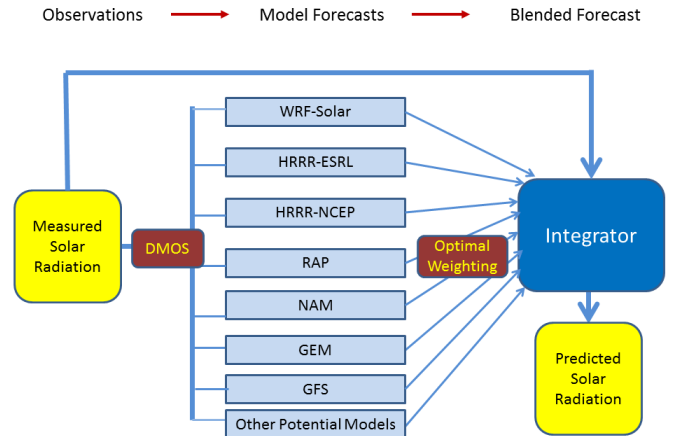 Observations
Model Forecasts
Blended Forecast
WRF-Solar
HRRR-ESRL
HRRR-NCEP
RAP
NAM
GEM
GFS
Other Potential Models
Measured
Solar
Radiation
DMOS
Optimal
Weighting
Integrator
Predicted
Solar
Radiation